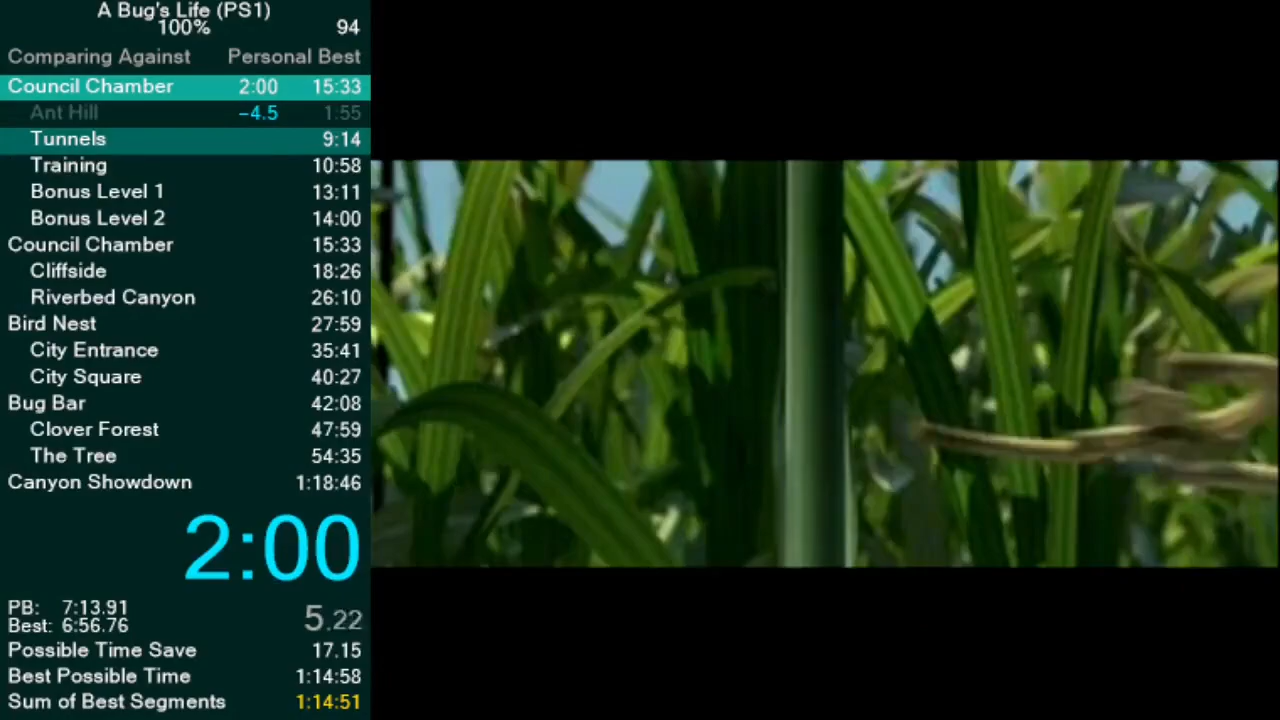 A Bug's Life (PS1)
100% 94
Comparing Against Personal Best
Council Chamber 2:00 15:33
Ant Hill −4.5 1:55
Tunnels 9:14
Training 10:58
Bonus Level 1 13:11
Bonus Level 2 14:00
Council Chamber 15:33
Cliffside 18:26
Riverbed Canyon 26:10
Bird Nest 27:59
City Entrance 35:41
City Square 40:27
Bug Bar 42:08
Clover Forest 47:59
The Tree 54:35
Canyon Showdown 1:18:46
2:00
PB: 7:13.91
Best: 6:56.76 5.22
Possible Time Save 17.15
Best Possible Time 1:14:58
Sum of Best Segments 1:14:51